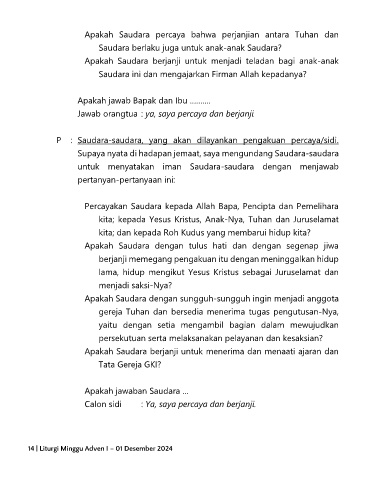 Apakah Saudara percaya bahwa perjanjian antara Tuhan dan
Saudara berlaku juga untuk anak-anak Saudara?
Apakah Saudara berjanji untuk menjadi teladan bagi anak-anak
Saudara ini dan mengajarkan Firman Allah kepadanya?
Apakah jawab Bapak dan Ibu ..........
Jawab orangtua : ya, saya percaya dan berjanji
P : Saudara-saudara, yang akan dilayankan pengakuan percaya/sidi.
Supaya nyata di hadapan jemaat, saya mengundang Saudara-saudara
untuk menyatakan iman Saudara-saudara dengan menjawab
pertanyan-pertanyaan ini:
Percayakan Saudara kepada Allah Bapa, Pencipta dan Pemelihara
kita; kepada Yesus Kristus, Anak-Nya, Tuhan dan Juruselamat
kita; dan kepada Roh Kudus yang membarui hidup kita?
Apakah Saudara dengan tulus hati dan dengan segenap jiwa
berjanji memegang pengakuan itu dengan meninggalkan hidup
lama, hidup mengikut Yesus Kristus sebagai Juruselamat dan
menjadi saksi-Nya?
Apakah Saudara dengan sungguh-sungguh ingin menjadi anggota
gereja Tuhan dan bersedia menerima tugas pengutusan-Nya,
yaitu dengan setia mengambil bagian dalam mewujudkan
persekutuan serta melaksanakan pelayanan dan kesaksian?
Apakah Saudara berjanji untuk menerima dan menaati ajaran dan
Tata Gereja GKI?
Apakah jawaban Saudara ...
Calon sidi : Ya, saya percaya dan berjanji.
14 | Liturgi Minggu Adven I – 01 Desember 2024